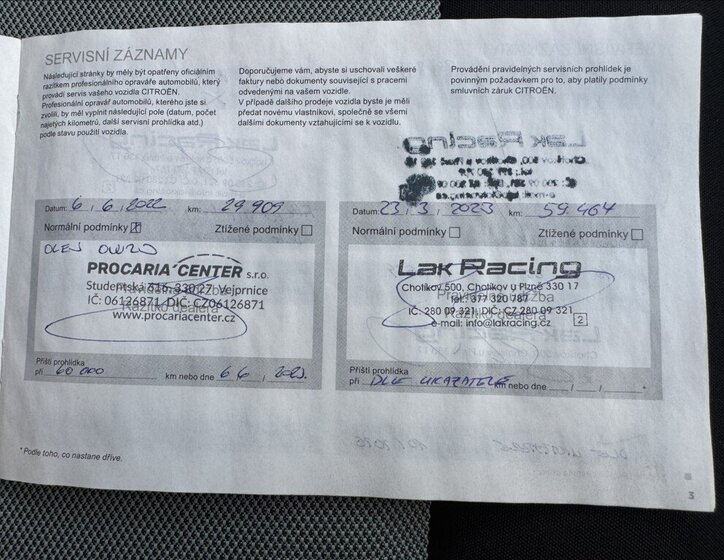 SERVISNÍ ZÁZNAMY
Následující stránky by měly být opatřeny oficiálním
razítkem profesionálního opraváře automobilů, který
provádí servis vašeho vozidla CITROËN.
Profesionální opravář automobilů, kterého jste si
zvolili, by měl vyplnit následující pole (datum, počet
najetých kilometrů, další servisní prohlídka atd.)
podle stavu použití vozidla.
Doporučujeme vám, abyste si uschovali veškeré
faktury nebo dokumenty související s pracemi
odvedenými na vašem vozidle.
V případě dalšího prodeje vozidla byste je měli
předat novému vlastníkovi, společně se všemi
dalšími dokumenty vztahujícími se k vozidlu.
Provádění pravidelných servisních prohlídek je
povinným požadavkem pro to, aby platily podmínky
smluvních záruk CITROËN.
Datum: 6 / 6 / 2022 km: 29 909
Normální podmínky X Ztížené podmínky
OLEJ
PROCARIA CENTER s.r.o.
Studentská 316, 330 27 Vejprnice
IČ: 06126871 DIČ: CZ06126871
Razítko dealera
www.procariacenter.cz
Příští prohlídka
při 60 000 km nebo dne 6 6 / 2023.
Datum: 23 / 3 / 2023 km: 59 464
Normální podmínky Ztížené podmínky
Lak Racing
Chotíkov 500, Chotíkov u Plzně 330 17
tel. 377 320 787
IČ: 280 09 321, DIČ: CZ 280 09 321
Razítko dealera
e-mail: info@lakracing.cz 2
Příští prohlídka
při DLE UKAZATELE km nebo dne / /
* Podle toho, co nastane dříve.
3